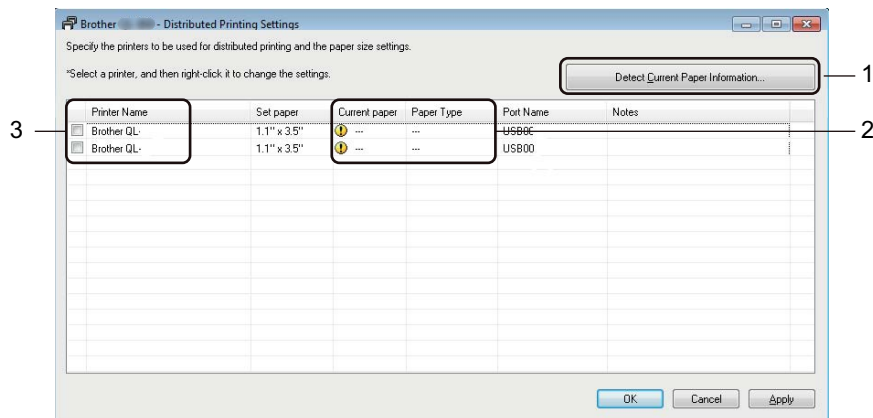 Brother - Distributed Printing Settings
Specify the printers to be used for distributed printing and the paper size settings.
*Select a printer, and then right-click it to change the settings.
Detect Current Paper Information...
1
Printer Name Set paper Current paper Paper Type Port Name Notes
3
Brother QL- 1.1" x 3.5" --- ---
2
Brother QL- 1.1" x 3.5" --- --- USB00
OK Cancel Apply